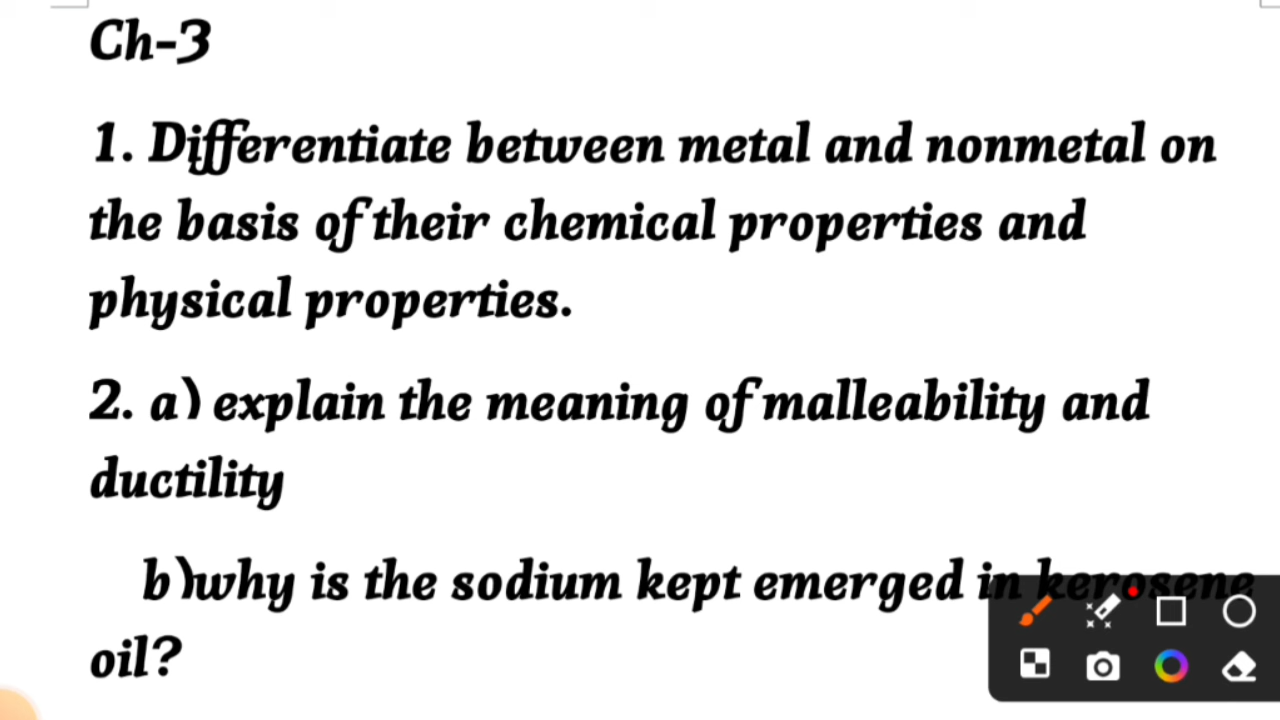 Ch-3
1. Differentiate between metal and nonmetal on
the basis of their chemical properties and
physical properties.
2. a) explain the meaning of malleability and
ductility
b)why is the sodium kept emerged in kerosene
oil?